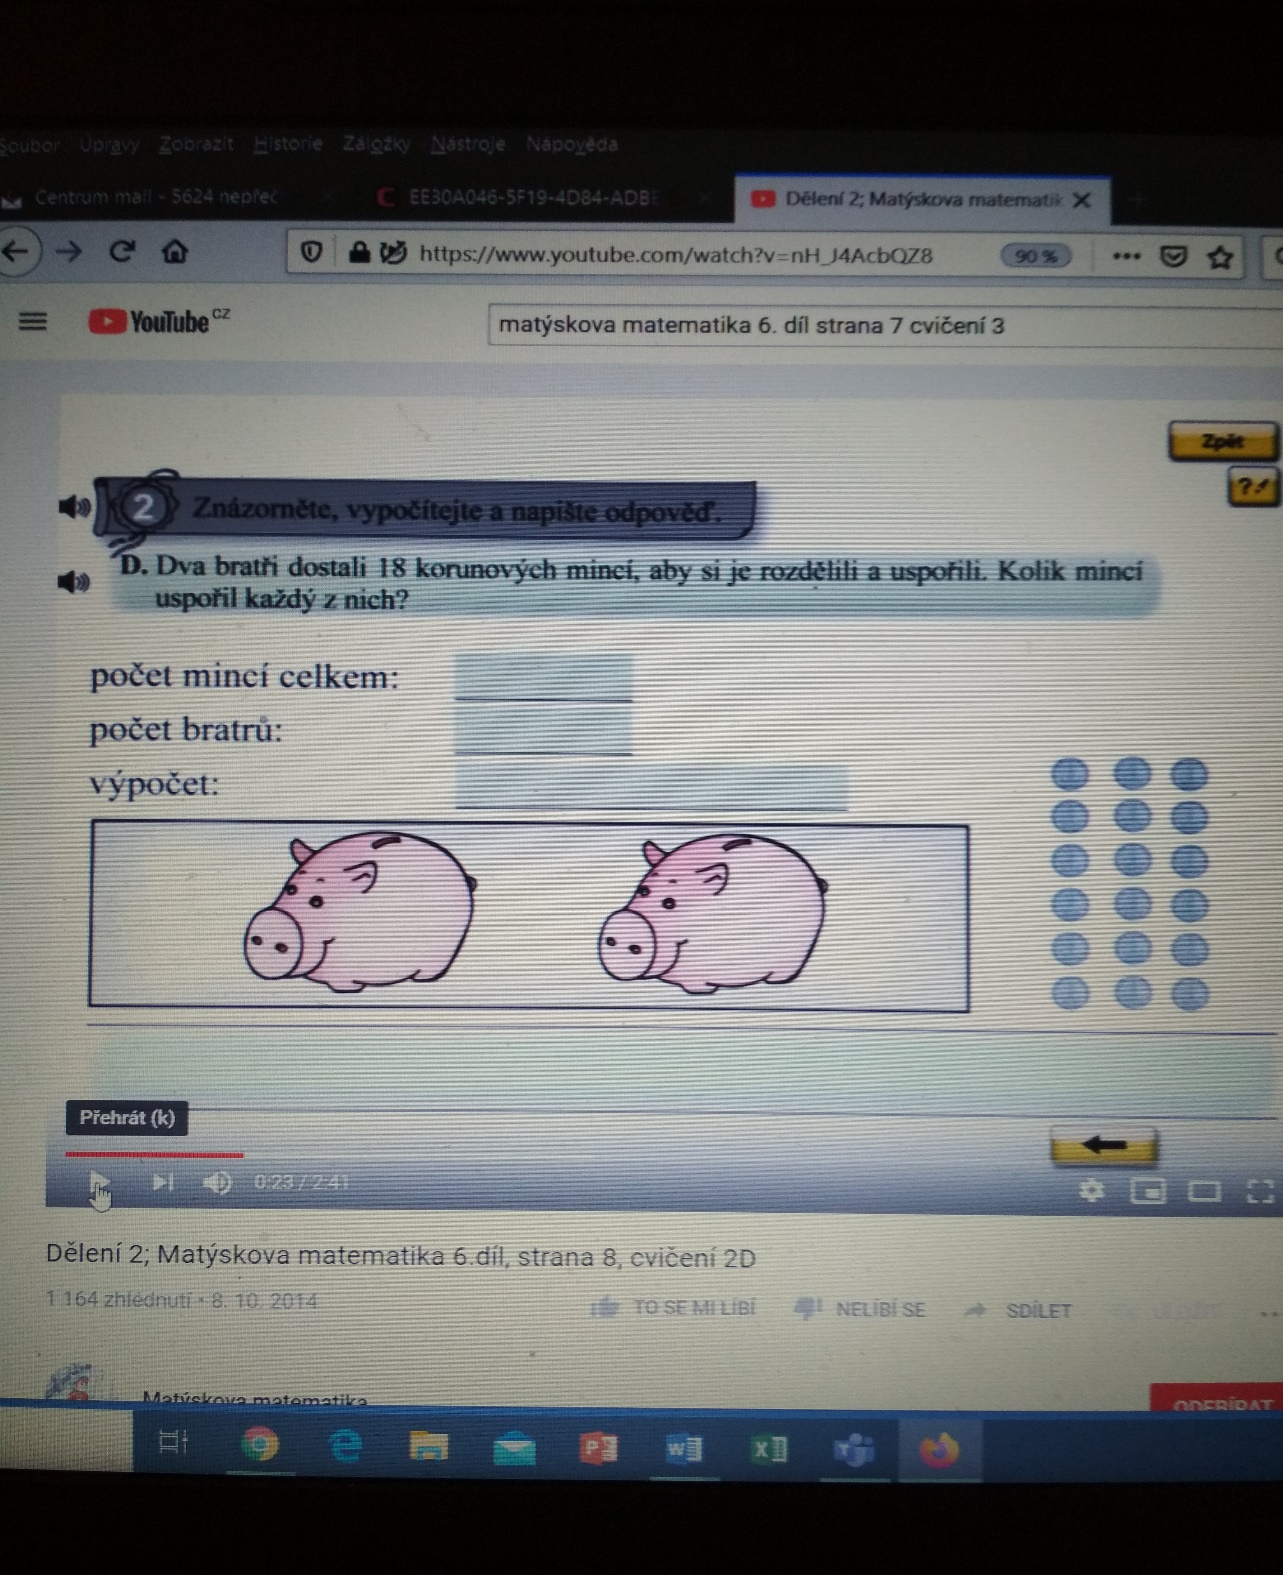 Soubor Úpravy Zobrazit Historie Záložky Nástroje Nápověda
Centrum mail - 5624 nepřeč
EE30A046-5F19-4D84-ADBE
Dělení 2; Matýskova matematik
https://www.youtube.com/watch?v=nH_J4AcbQZ8
90 %
YouTube CZ
matýskova matematika 6. díl strana 7 cvičení 3
Zpět
?
2 Znázorněte, vypočítejte a napište odpověď.
D. Dva bratři dostali 18 korunových mincí, aby si je rozdělili a uspořili. Kolik mincí
uspořil každý z nich?
počet mincí celkem:
počet bratrů:
výpočet:
Přehrát (k)
0:23 / 2:41
Dělení 2; Matýskova matematika 6.díl, strana 8, cvičení 2D
1 164 zhlédnutí • 8. 10. 2014
TO SE MI LÍBÍ
NELÍBÍ SE
SDÍLET
Matýskova matematika
ODEBÍRAT